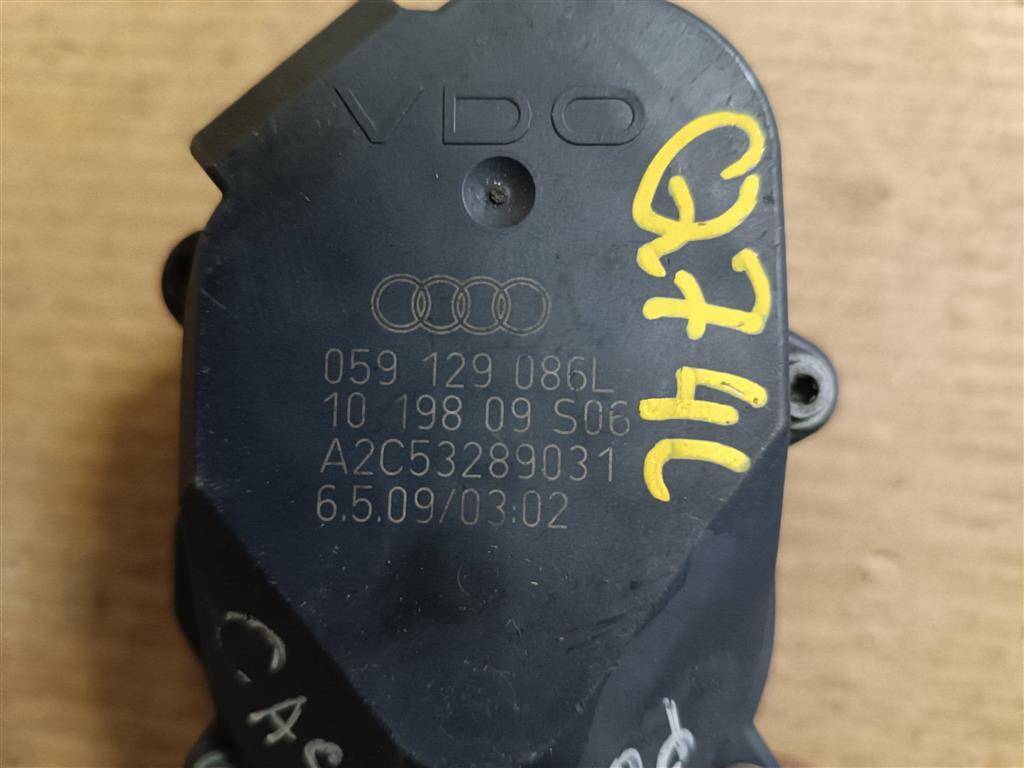 VDO
059 129 086L
10 198 09 S06
A2C53289031
6.5.09/03:02
Q7 4L